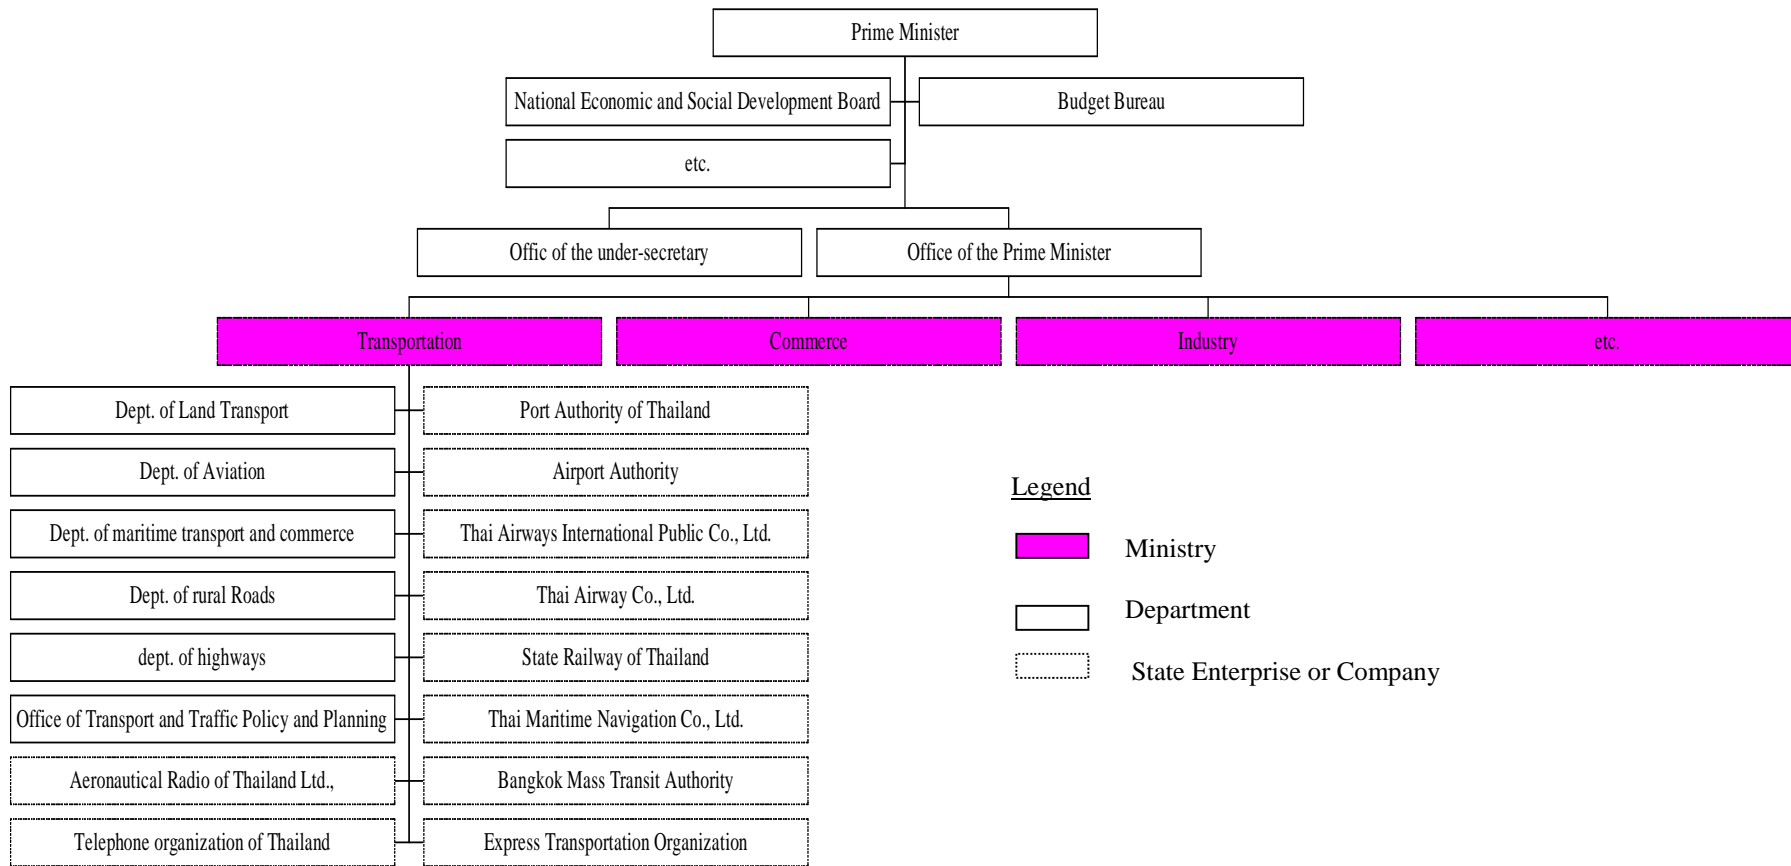 Prime Minister
National Economic and Social Development Board
Budget Bureau
etc.
Offic of the under-secretary
Office of the Prime Minister
Transportation
Commerce
Industry
etc.
Dept. of Land Transport
Port Authority of Thailand
Dept. of Aviation
Airport Authority
Dept. of maritime transport and commerce
Thai Airways International Public Co., Ltd.
Dept. of rural Roads
Thai Airway Co., Ltd.
dept. of highways
State Railway of Thailand
Office of Transport and Traffic Policy and Planning
Thai Maritime Navigation Co., Ltd.
Aeronautical Radio of Thailand Ltd.,
Bangkok Mass Transit Authority
Telephone organization of Thailand
Express Transportation Organization
Legend
Ministry
Department
State Enterprise or Company